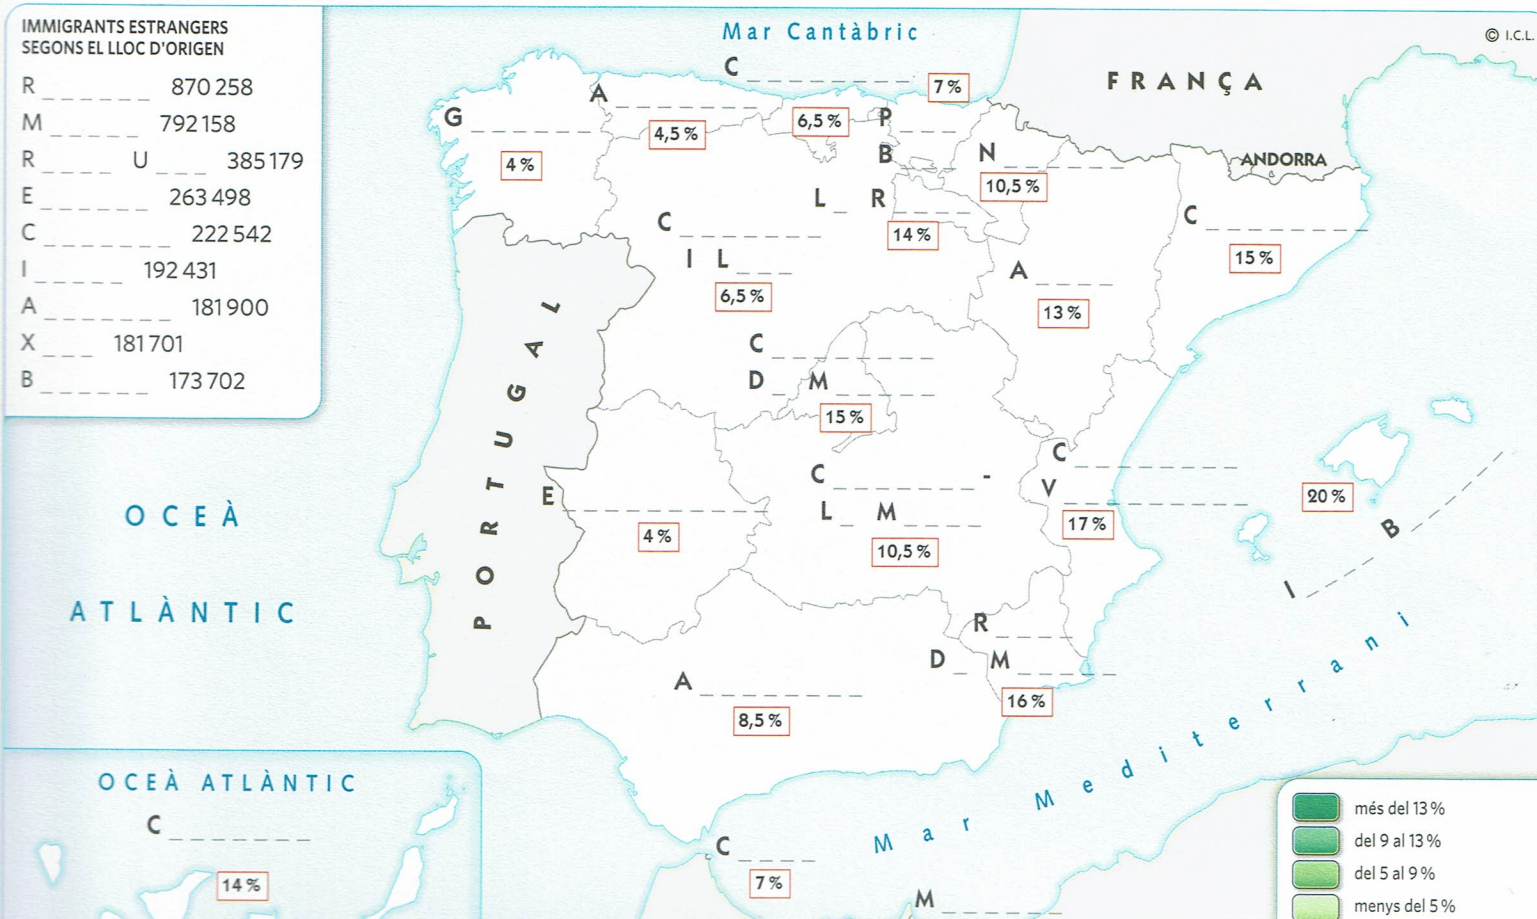 IMMIGRANTS ESTRANGERS
SEGONS EL LLOC D'ORIGEN
R _ _ _ _ _ _ 870 258
M _ _ _ _ _ _ 792 158
R _ _ _ _ U _ _ _ 385 179
E _ _ _ _ _ _ 263 498
C _ _ _ _ _ _ _ 222 542
I _ _ _ _ _ 192 431
A _ _ _ _ _ _ _ 181 900
X _ _ _ 181 701
B _ _ _ _ _ _ 173 702
Mar Cantàbric
© I.C.L.
FRANÇA
ANDORRA
C _ _ _ _ _ _ _ _ _
7 %
A _ _ _ _ _ _ _
4,5 %
6,5 %
G _ _ _ _ _ _
4 %
P _ _ _
B _ _ _ _
N _ _ _ _ _ _
10,5 %
L _ R _ _ _ _
14 %
C _ _ _ _ _ _ _
I L _ _ _
6,5 %
C _ _ _ _ _ _ _ _
15 %
A _ _ _ _
13 %
C _ _ _ _ _ _ _ _
D _ M _ _ _ _ _
15 %
PORTUGAL
C _ _ _ _ _ _ _ -
L _ M _ _ _ _
10,5 %
C _ _ _ _ _ _ _ _
V _ _ _ _ _ _ _ _ _
17 %
E _ _ _ _ _ _ _ _ _ _
4 %
20 %
I _ _ _ _ B _ _ _ _ _ _
OCEÀ
ATLÀNTIC
R _ _ _ _
D _ M _ _ _ _ _
16 %
A _ _ _ _ _ _ _ _
8,5 %
Mar Mediterrani
OCEÀ ATLÀNTIC
C _ _ _ _ _ _ _
14 %
C _ _ _ _
7 %
M _ _ _ _ _ _
més del 13 %
del 9 al 13 %
del 5 al 9 %
menys del 5 %